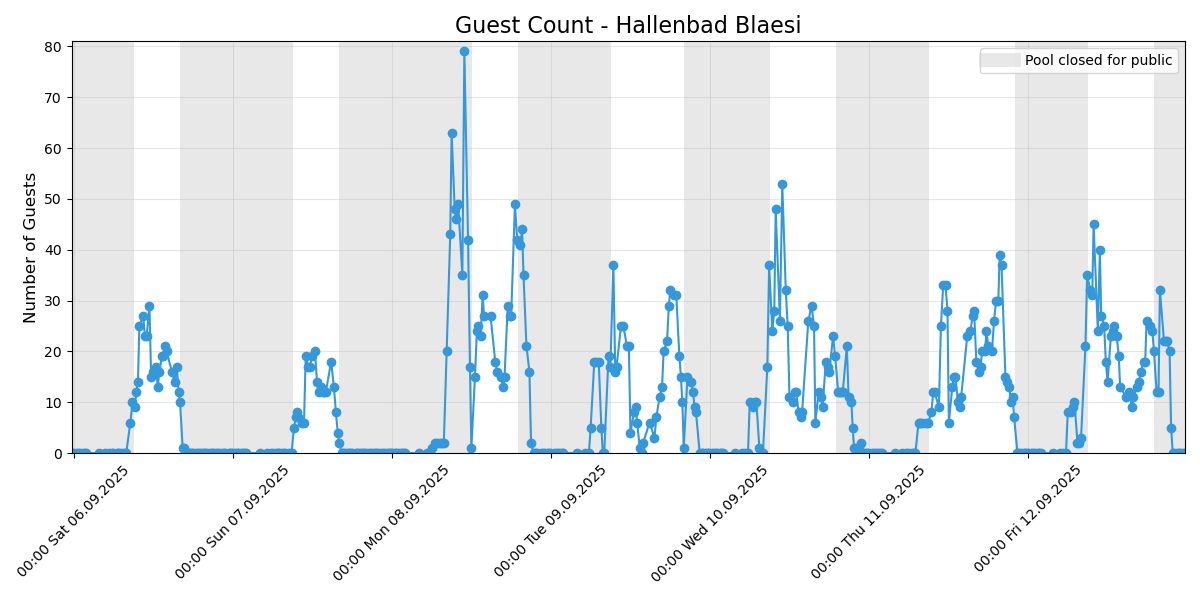 Guest Count - Hallenbad Blaesi
Pool closed for public
Number of Guests
80
70
60
50
40
30
20
10
0
00:00 Sat 06.09.2025
00:00 Sun 07.09.2025
00:00 Mon 08.09.2025
00:00 Tue 09.09.2025
00:00 Wed 10.09.2025
00:00 Thu 11.09.2025
00:00 Fri 12.09.2025